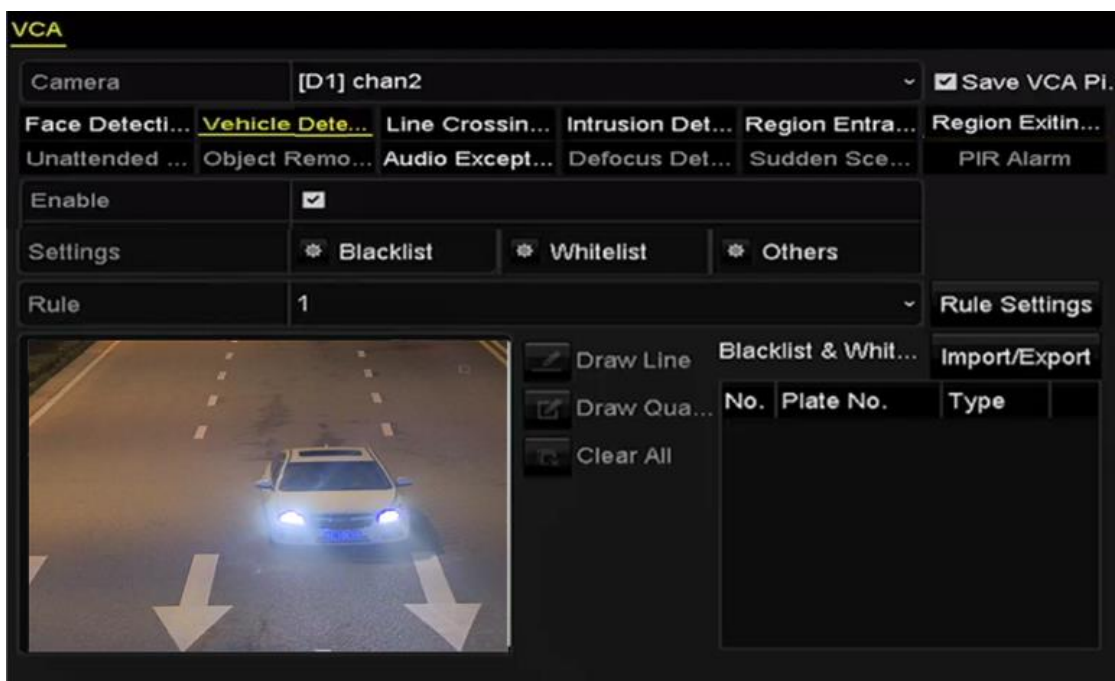 VCA
Camera [D1] chan2 Save VCA Pi.
Face Detecti... Vehicle Dete... Line Crossin... Intrusion Det... Region Entra... Region Exitin...
Unattended ... Object Remo... Audio Except... Defocus Det... Sudden Sce... PIR Alarm
Enable
Settings Blacklist Whitelist Others
Rule 1 Rule Settings
Draw Line Blacklist & Whit... Import/Export
Draw Qua... No. Plate No. Type
Clear All